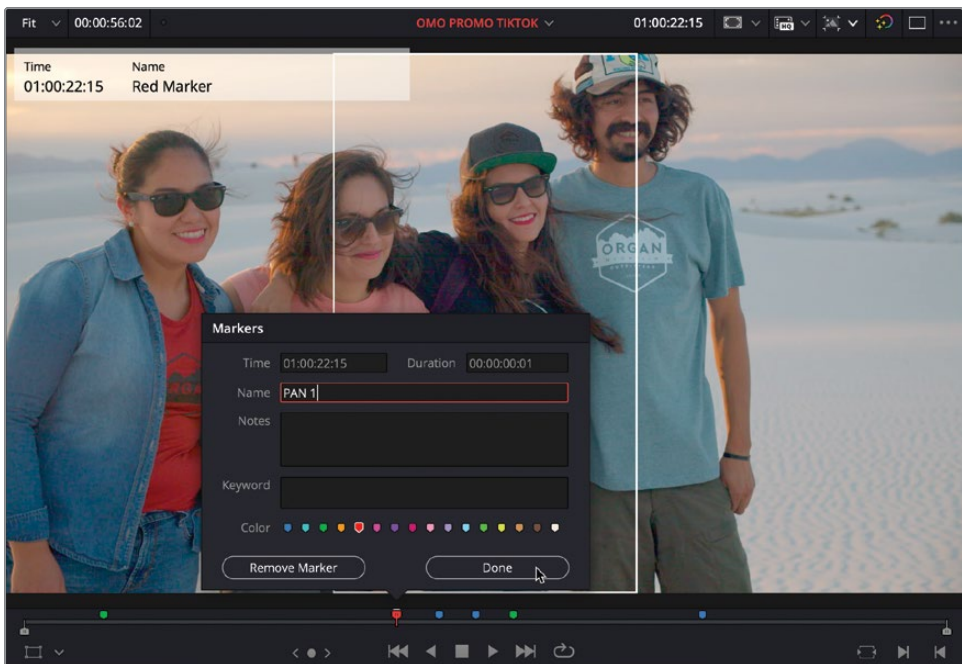 Fit 00:00:56:02 OMO PROMO TIKTOK 01:00:22:15 HQ
Time Name
01:00:22:15 Red Marker
ORGAN
Markers
Time 01:00:22:15 Duration 00:00:00:01
Name PAN 1
Notes
Keyword
Color
Remove Marker Done